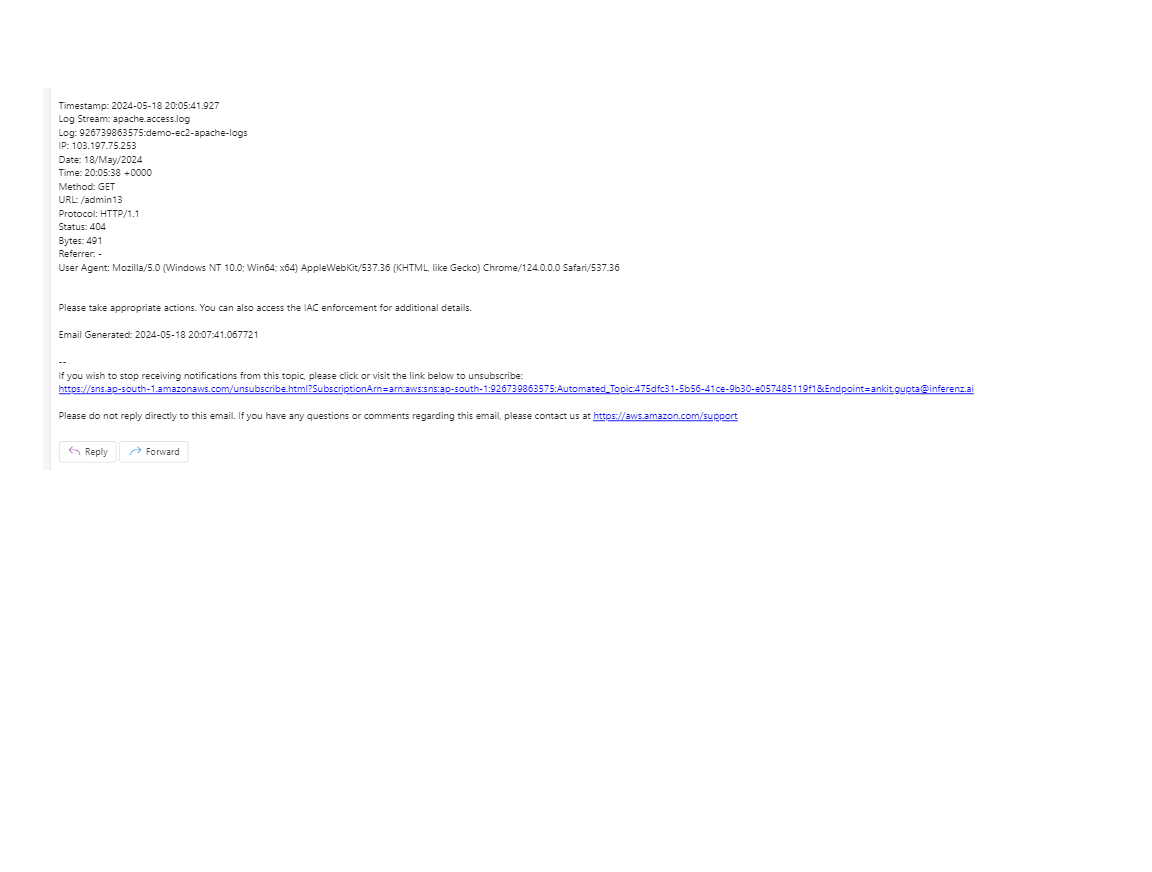 Timestamp: 2024-05-18 20:05:41.927
Log Stream: apache.access.log
Log: 926739863575:demo-ec2-apache-logs
IP: 103.197.75.253
Date: 18/May/2024
Time: 20:05:38 +0000
Method: GET
URL: /admin13
Protocol: HTTP/1.1
Status: 404
Bytes: 491
Referrer: -
User Agent: Mozilla/5.0 (Windows NT 10.0; Win64; x64) AppleWebKit/537.36 (KHTML, like Gecko) Chrome/124.0.0.0 Safari/537.36
Please take appropriate actions. You can also access the IAC enforcement for additional details.
Email Generated: 2024-05-18 20:07:41.067721
--
If you wish to stop receiving notifications from this topic, please click or visit the link below to unsubscribe:
https://sns.ap-south-1.amazonaws.com/unsubscribe.html?SubscriptionArn=arn:aws:sns:ap-south-1:926739863575:Automated_Topic:475dfc31-5b56-41ce-9b30-e057485119f1&Endpoint=ankit.gupta@inferenz.ai
Please do not reply directly to this email. If you have any questions or comments regarding this email, please contact us at https://aws.amazon.com/support
Reply Forward